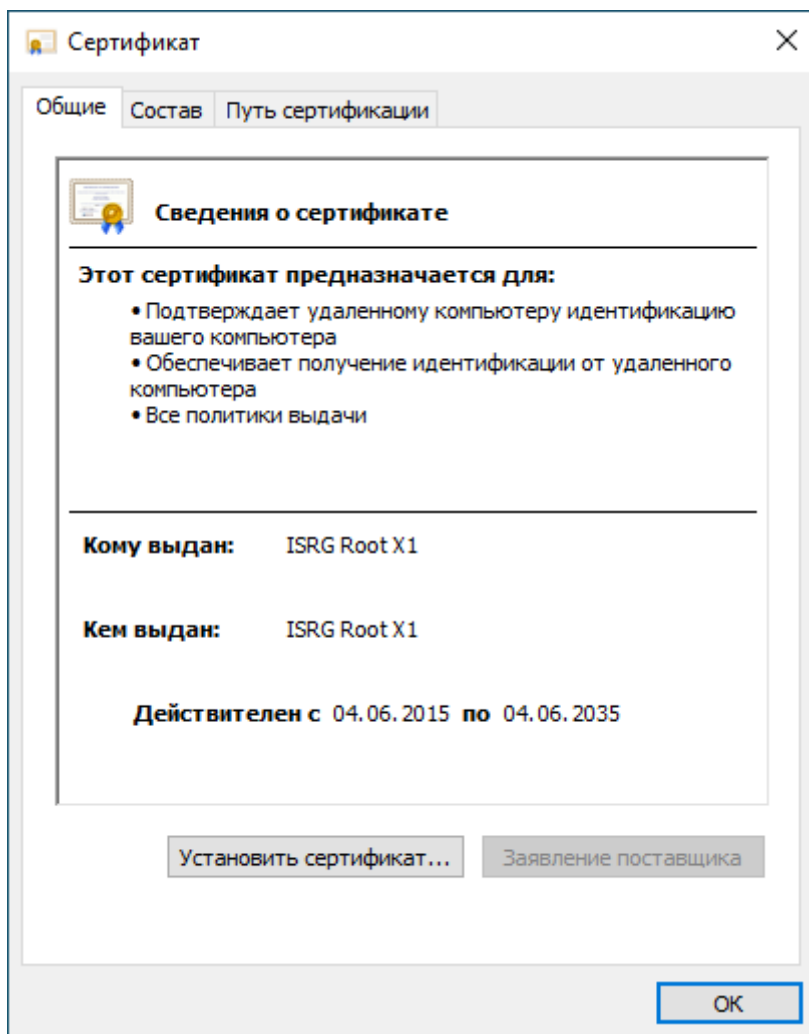 Сертификат
Общие Состав Путь сертификации
Сведения о сертификате
Этот сертификат предназначается для:
• Подтверждает удаленному компьютеру идентификацию
вашего компьютера
• Обеспечивает получение идентификации от удаленного
компьютера
• Все политики выдачи
Кому выдан: ISRG Root X1
Кем выдан: ISRG Root X1
Действителен с 04.06.2015 по 04.06.2035
Установить сертификат... Заявление поставщика
ОК